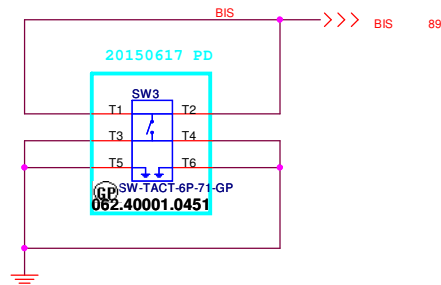 BIS
BIS 89
20150617 PD
SW3
T1 T2
T3 T4
T5 T6
GP SW-TACT-6P-71-GP
062.40001.0451